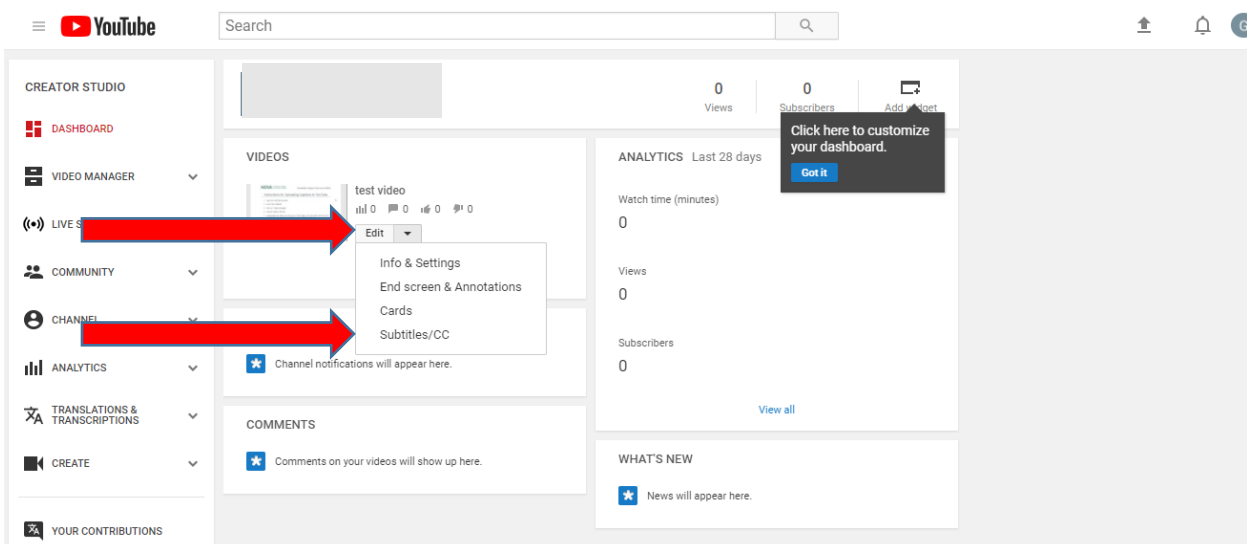 YouTube
Search
G
CREATOR STUDIO
DASHBOARD
VIDEO MANAGER
LIVE S
COMMUNITY
CHANNEL
ANALYTICS
TRANSLATIONS &
TRANSCRIPTIONS
CREATE
YOUR CONTRIBUTIONS
0
Views
0
Subscribers
Add widget
Click here to customize
your dashboard.
Got it
VIDEOS
test video
0 0 0 0
Edit
Info & Settings
End screen & Annotations
Cards
Subtitles/CC
Channel notifications will appear here.
COMMENTS
Comments on your videos will show up here.
ANALYTICS Last 28 days
Watch time (minutes)
0
Views
0
Subscribers
0
View all
WHAT'S NEW
News will appear here.